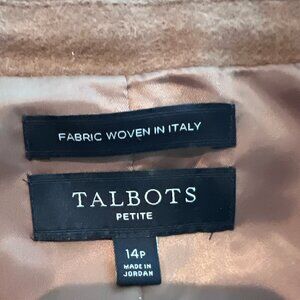 FABRIC WOVEN IN ITALY
TALBOTS
PETITE
14P
MADE IN
JORDAN